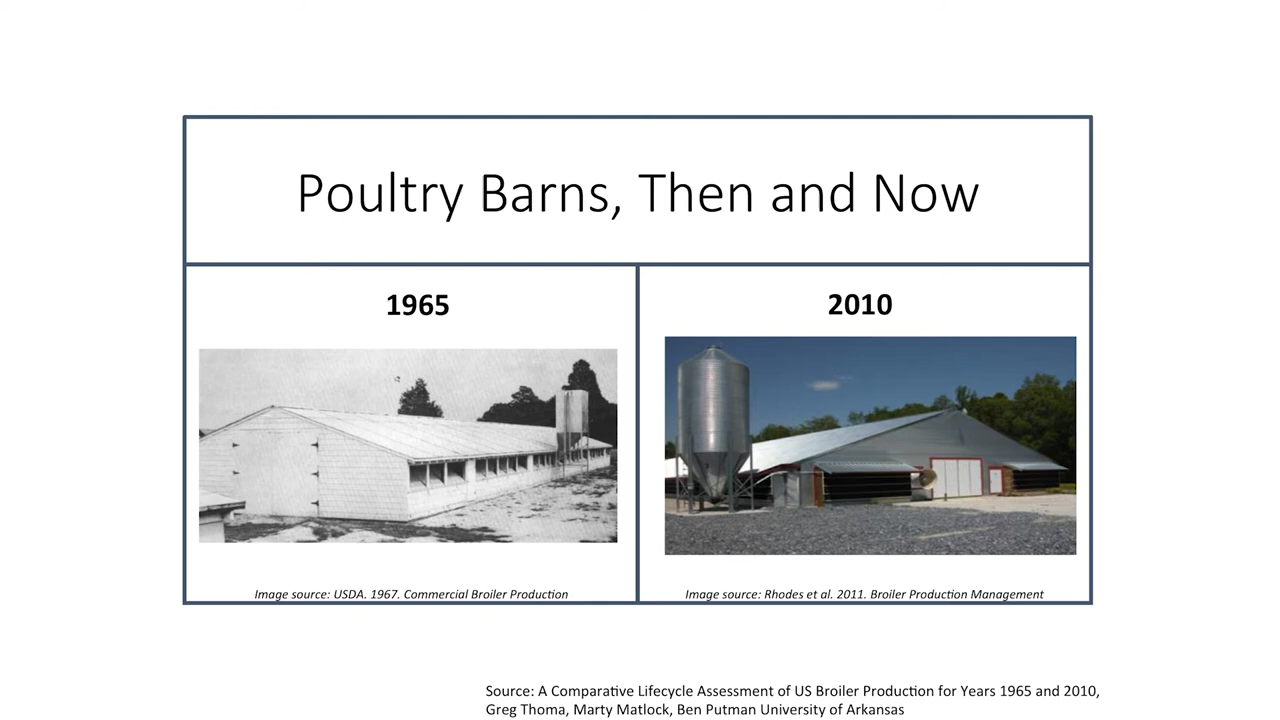 Poultry Barns, Then and Now
1965
2010
Image source: USDA. 1967. Commercial Broiler Production
Image source: Rhodes et al. 2011. Broiler Production Management
Source: A Comparative Lifecycle Assessment of US Broiler Production for Years 1965 and 2010,
Greg Thoma, Marty Matlock, Ben Putman University of Arkansas